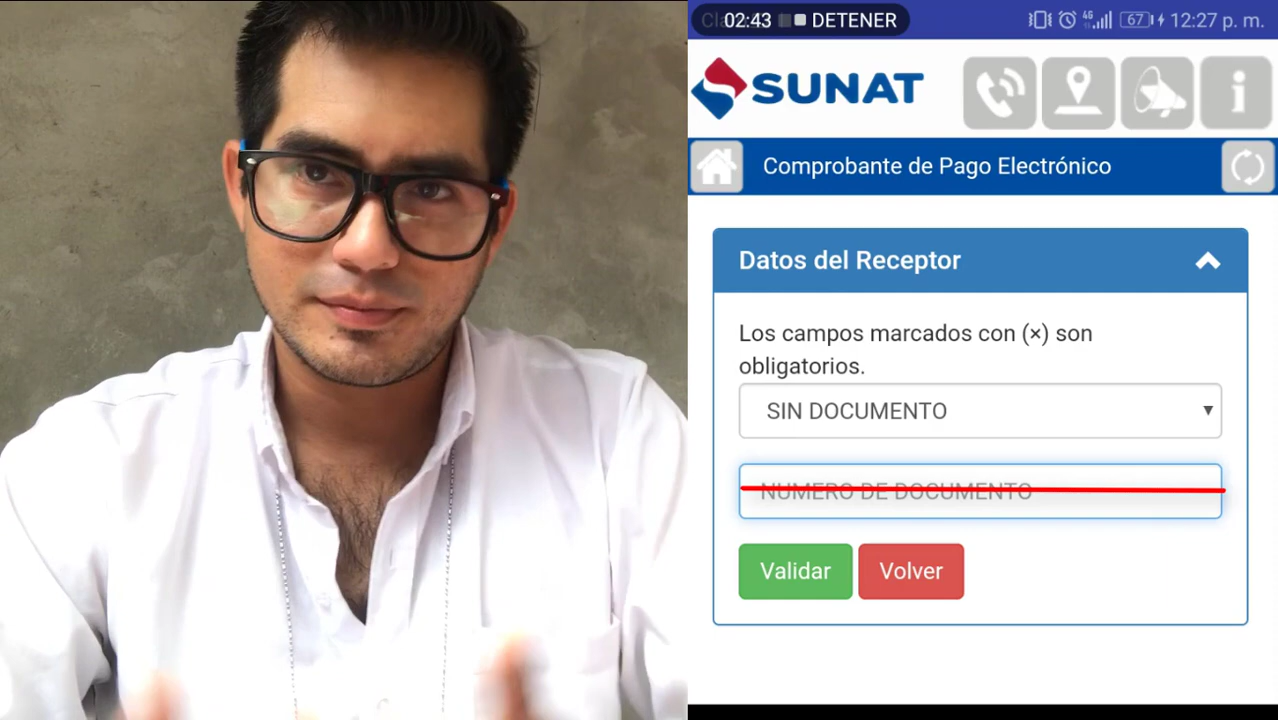 02:43 DETENER
67 12:27 p. m.
SUNAT
Comprobante de Pago Electrónico
Datos del Receptor
Los campos marcados con (×) son
obligatorios.
SIN DOCUMENTO
NUMERO DE DOCUMENTO
Validar Volver